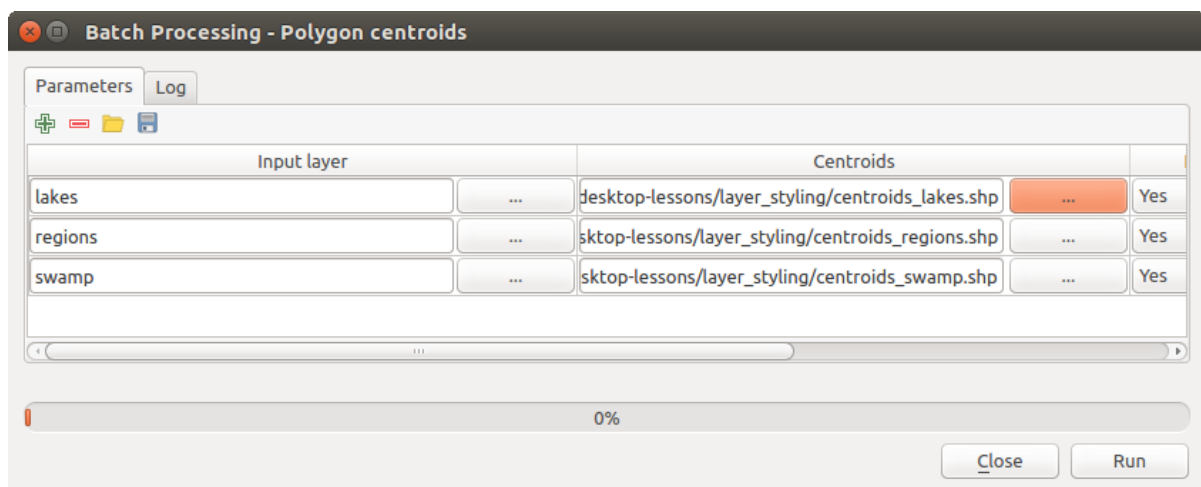 Batch Processing - Polygon centroids
Parameters Log
Input layer Centroids
lakes ... desktop-lessons/layer_styling/centroids_lakes.shp ... Yes
regions ... sktop-lessons/layer_styling/centroids_regions.shp ... Yes
swamp ... sktop-lessons/layer_styling/centroids_swamp.shp ... Yes
0%
Close Run